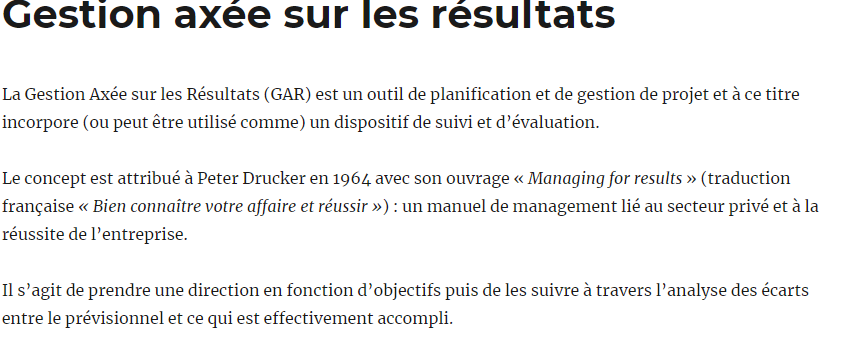 Gestion axée sur les résultats
La Gestion Axée sur les Résultats (GAR) est un outil de planification et de gestion de projet et à ce titre
incorpore (ou peut être utilisé comme) un dispositif de suivi et d’évaluation.
Le concept est attribué à Peter Drucker en 1964 avec son ouvrage « Managing for results » (traduction
française « Bien connaître votre affaire et réussir ») : un manuel de management lié au secteur privé et à la
réussite de l’entreprise.
Il s’agit de prendre une direction en fonction d’objectifs puis de les suivre à travers l’analyse des écarts
entre le prévisionnel et ce qui est effectivement accompli.